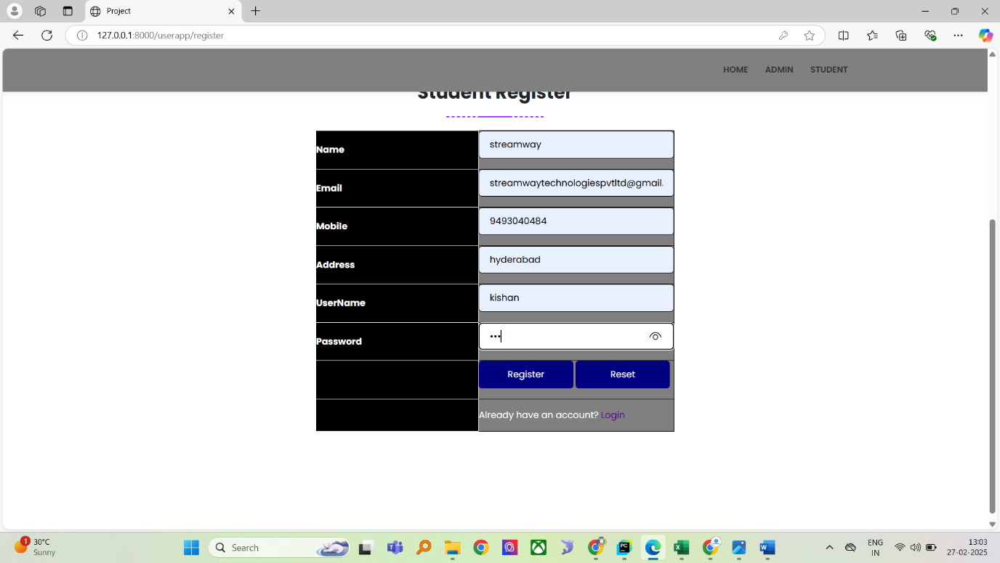 Project
127.0.0.1:8000/userapp/register
HOME ADMIN STUDENT
Student Register
Name streamway
Email streamwaytechnologiespvtltd@gmail.
Mobile 9493040484
Address hyderabad
UserName kishan
Password •••
Register Reset
Already have an account? Login
1 30°C
Sunny
Search
PC
ENG
IN
13:03
27-02-2025